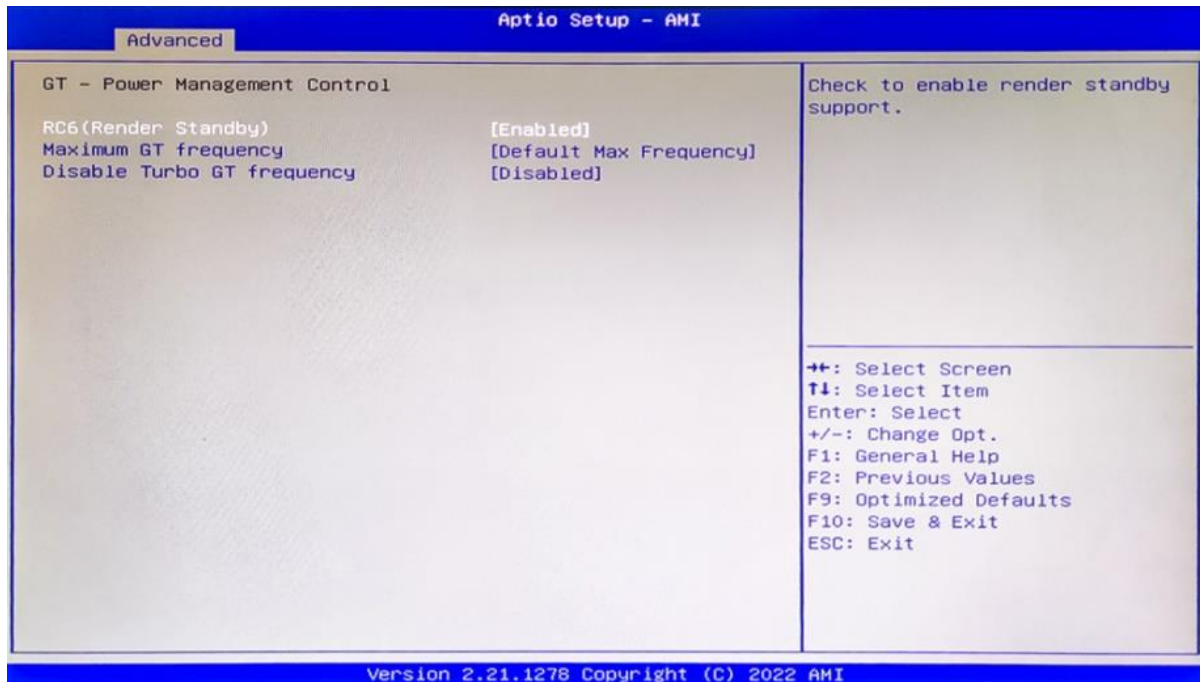 Aptio Setup – AMI
Advanced
GT – Power Management Control
RC6(Render Standby) [Enabled]
Maximum GT frequency [Default Max Frequency]
Disable Turbo GT frequency [Disabled]
Check to enable render standby
support.
→←: Select Screen
↑↓: Select Item
Enter: Select
+/-: Change Opt.
F1: General Help
F2: Previous Values
F9: Optimized Defaults
F10: Save & Exit
ESC: Exit
Version 2.21.1278 Copyright (C) 2022 AMI